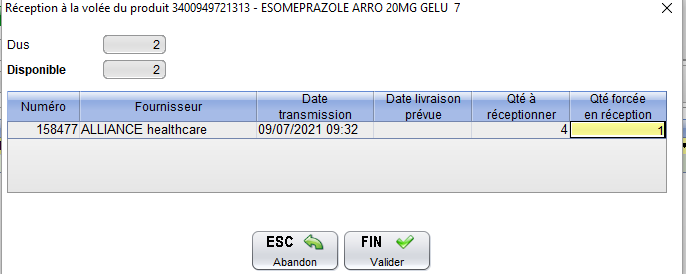 Réception à la volée du produit 3400949721313 - ESOMEPRAZOLE ARRO 20MG GELU 7
Dus 2
Disponible 2
Numéro Fournisseur Date transmission Date livraison prévue Qté à réceptionner Qté forcée en réception
158477 ALLIANCE healthcare 09/07/2021 09:32 4 1
ESC FIN
Abandon Valider